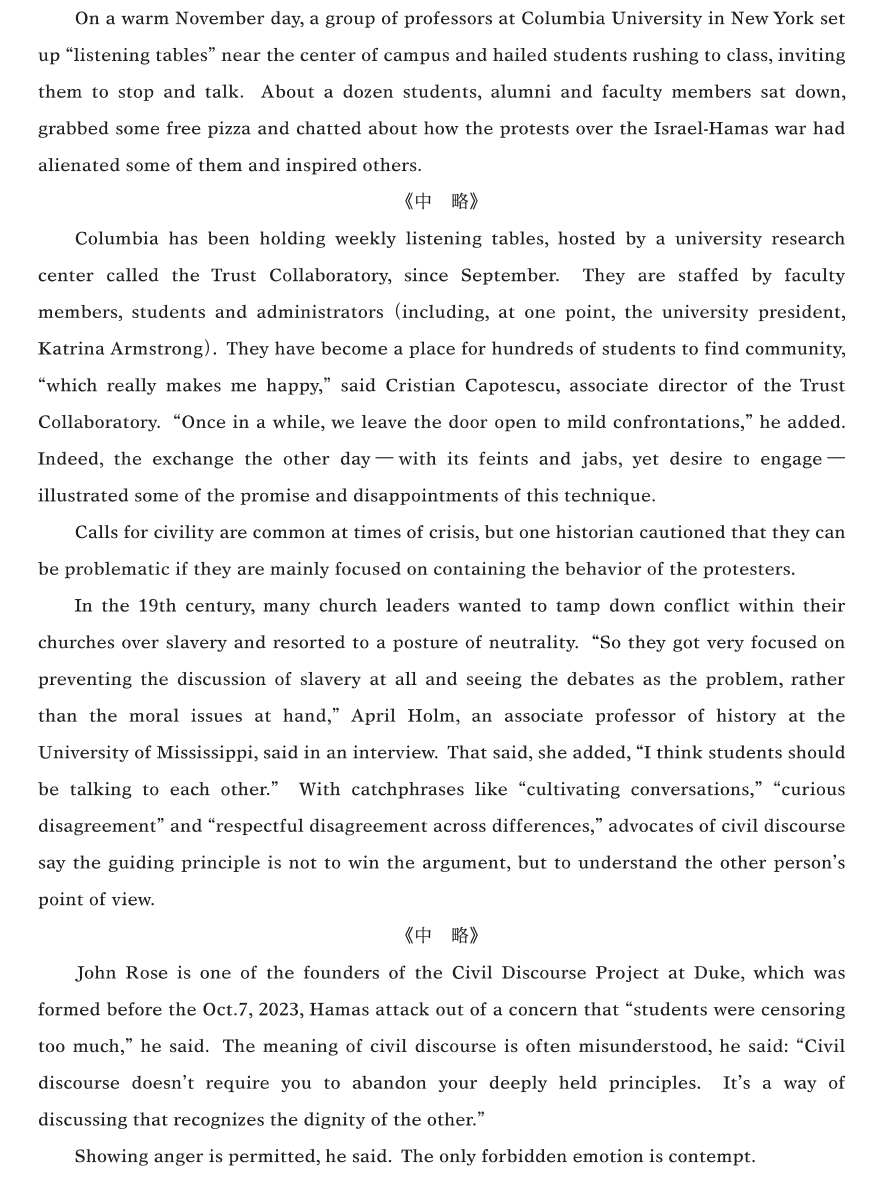 On a warm November day, a group of professors at Columbia University in New York set
up “listening tables” near the center of campus and hailed students rushing to class, inviting
them to stop and talk. About a dozen students, alumni and faculty members sat down,
grabbed some free pizza and chatted about how the protests over the Israel-Hamas war had
alienated some of them and inspired others.
《中　略》
Columbia has been holding weekly listening tables, hosted by a university research
center called the Trust Collaboratory, since September. They are staffed by faculty
members, students and administrators (including, at one point, the university president,
Katrina Armstrong). They have become a place for hundreds of students to find community,
“which really makes me happy,” said Cristian Capotescu, associate director of the Trust
Collaboratory. “Once in a while, we leave the door open to mild confrontations,” he added.
Indeed, the exchange the other day — with its feints and jabs, yet desire to engage —
illustrated some of the promise and disappointments of this technique.
Calls for civility are common at times of crisis, but one historian cautioned that they can
be problematic if they are mainly focused on containing the behavior of the protesters.
In the 19th century, many church leaders wanted to tamp down conflict within their
churches over slavery and resorted to a posture of neutrality. “So they got very focused on
preventing the discussion of slavery at all and seeing the debates as the problem, rather
than the moral issues at hand,” April Holm, an associate professor of history at the
University of Mississippi, said in an interview. That said, she added, “I think students should
be talking to each other.” With catchphrases like “cultivating conversations,” “curious
disagreement” and “respectful disagreement across differences,” advocates of civil discourse
say the guiding principle is not to win the argument, but to understand the other person’s
point of view.
《中　略》
John Rose is one of the founders of the Civil Discourse Project at Duke, which was
formed before the Oct.7, 2023, Hamas attack out of a concern that “students were censoring
too much,” he said. The meaning of civil discourse is often misunderstood, he said: “Civil
discourse doesn’t require you to abandon your deeply held principles. It’s a way of
discussing that recognizes the dignity of the other.”
Showing anger is permitted, he said. The only forbidden emotion is contempt.